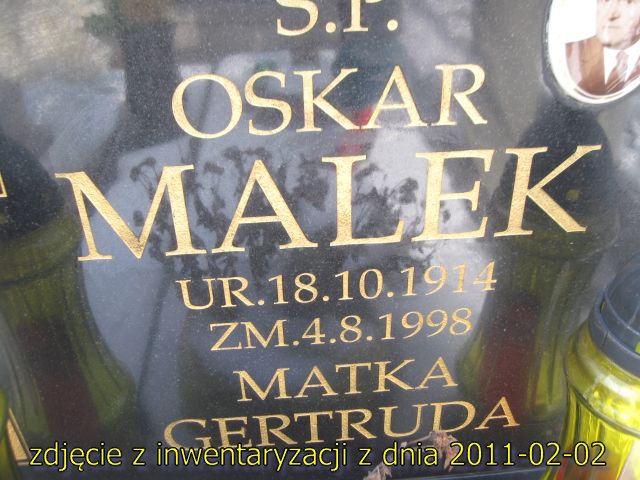 S.P.
OSKAR
MALEK
UR.18.10.1914
ZM.4.8.1998
MATKA
GERTRUDA
zdjęcie z inwentaryzacji z dnia 2011-02-02